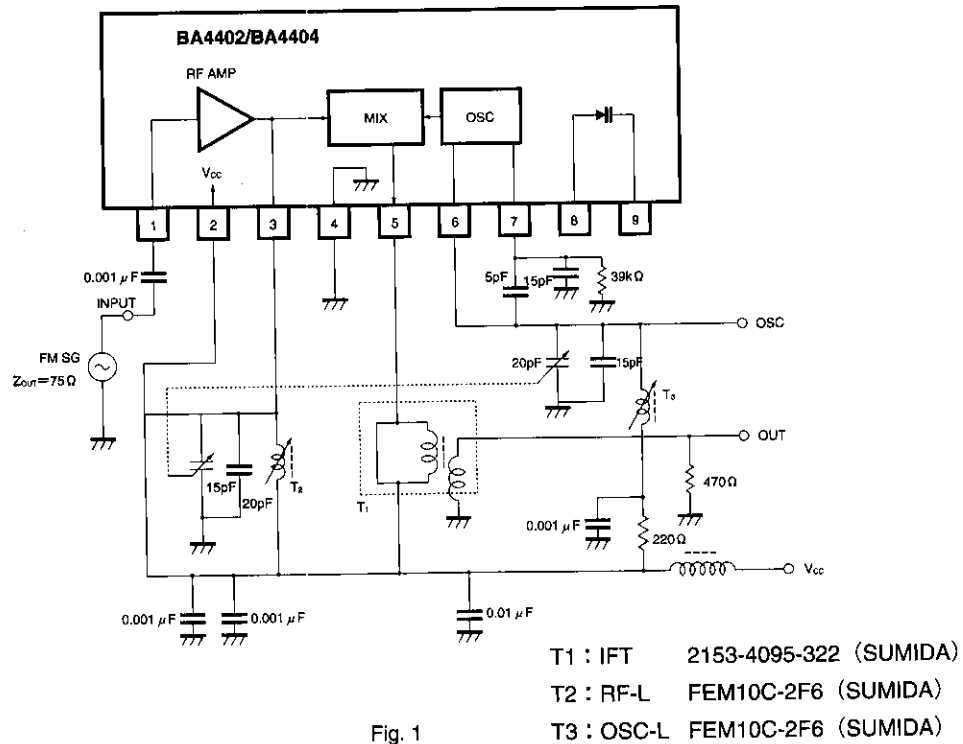 BA4402/BA4404
RF AMP
MIX
OSC
Vcc
1
2
3
4
5
6
7
8
9
0.001 μF
INPUT
FM SG
ZOUT=75Ω
5pF
15pF
39kΩ
OSC
20pF
15pF
T3
OUT
15pF
20pF
T2
T1
470Ω
0.001 μF
220Ω
Vcc
0.001 μF
0.001 μF
0.01 μF
T1 : IFT 2153-4095-322 (SUMIDA)
T2 : RF-L FEM10C-2F6 (SUMIDA)
Fig. 1
T3 : OSC-L FEM10C-2F6 (SUMIDA)